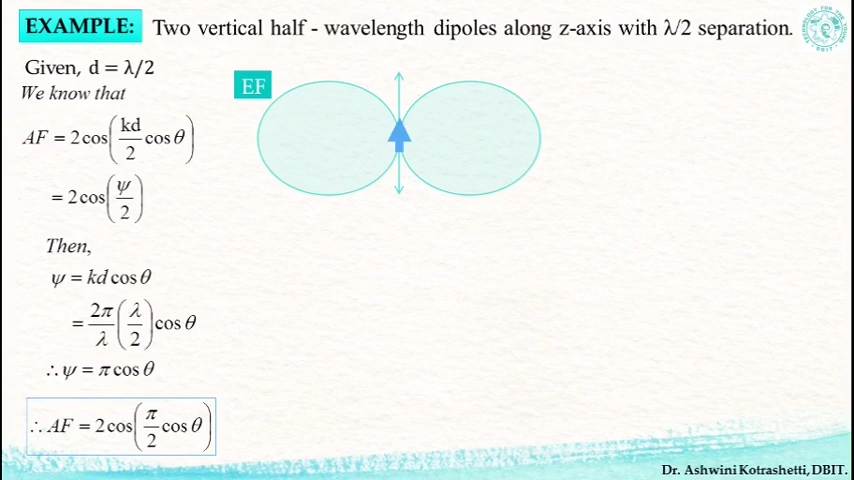 EXAMPLE: Two vertical half - wavelength dipoles along z-axis with λ/2 separation.
Given, d = λ/2
We know that
EF
AF = 2cos(kd/2 cosθ)
= 2cos(ψ/2)
Then,
ψ = kd cosθ
= 2π/λ (λ/2) cosθ
∴ψ = π cosθ
∴ AF = 2cos(π/2 cosθ)
Dr. Ashwini Kotrashetti, DBIT.